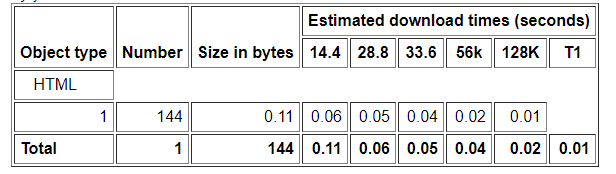 Estimated download times (seconds)
Object type Number Size in bytes 14.4 28.8 33.6 56k 128K T1
HTML
1 144 0.11 0.06 0.05 0.04 0.02 0.01
Total 1 144 0.11 0.06 0.05 0.04 0.02 0.01